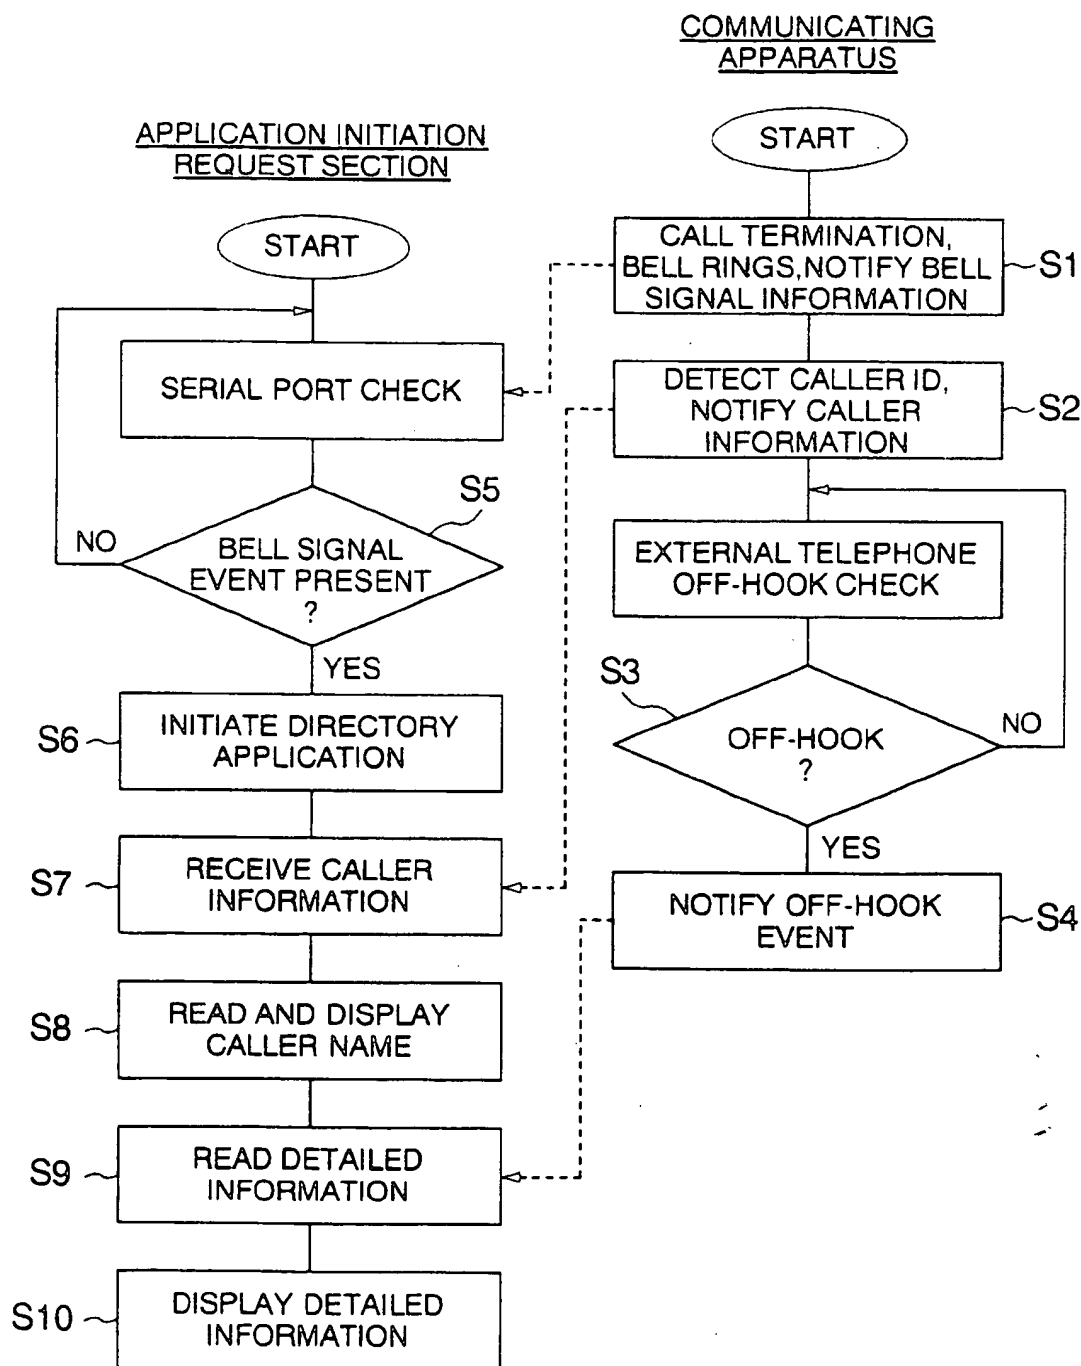 COMMUNICATING
APPARATUS
START
CALL TERMINATION,
BELL RINGS,NOTIFY BELL
SIGNAL INFORMATION
S1
DETECT CALLER ID,
NOTIFY CALLER
INFORMATION
S2
EXTERNAL TELEPHONE
OFF-HOOK CHECK
S3
OFF-HOOK
?
NO
YES
NOTIFY OFF-HOOK
EVENT
S4
APPLICATION INITIATION
REQUEST SECTION
START
SERIAL PORT CHECK
S5
NO
BELL SIGNAL
EVENT PRESENT
?
YES
S6
INITIATE DIRECTORY
APPLICATION
S7
RECEIVE CALLER
INFORMATION
S8
READ AND DISPLAY
CALLER NAME
S9
READ DETAILED
INFORMATION
S10
DISPLAY DETAILED
INFORMATION